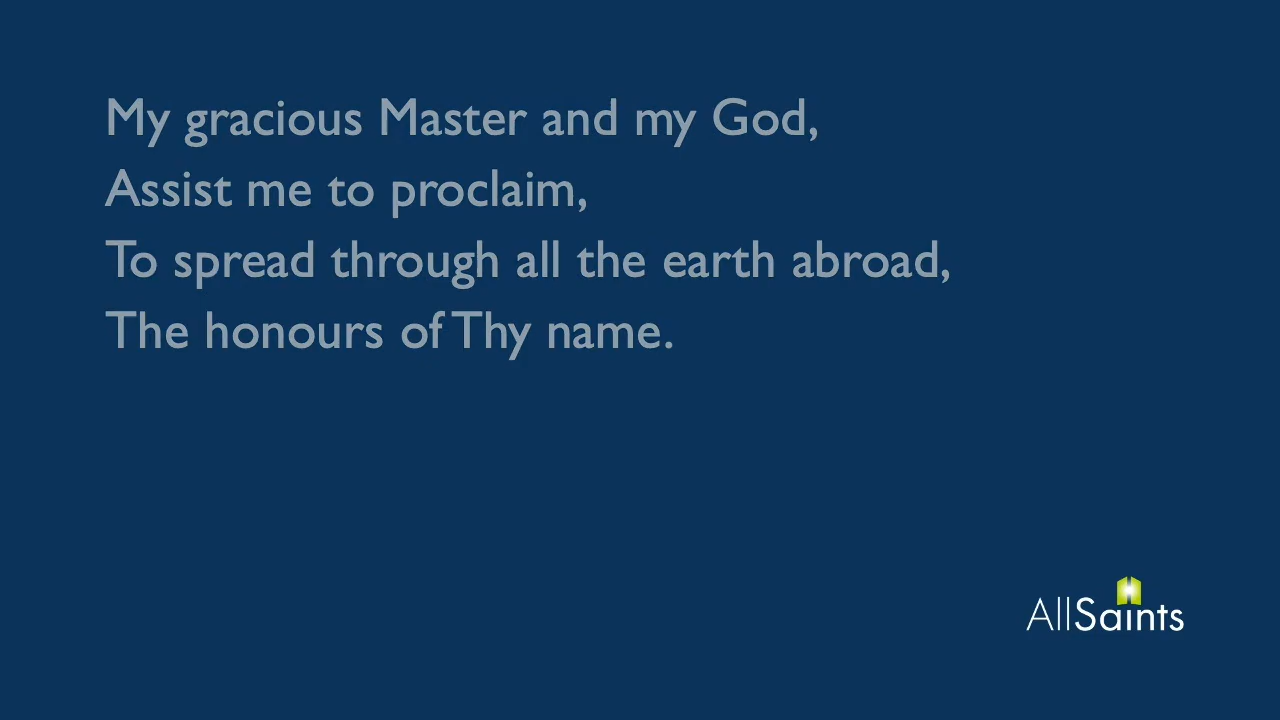 My gracious Master and my God,
Assist me to proclaim,
To spread through all the earth abroad,
The honours of Thy name.
AllSaints